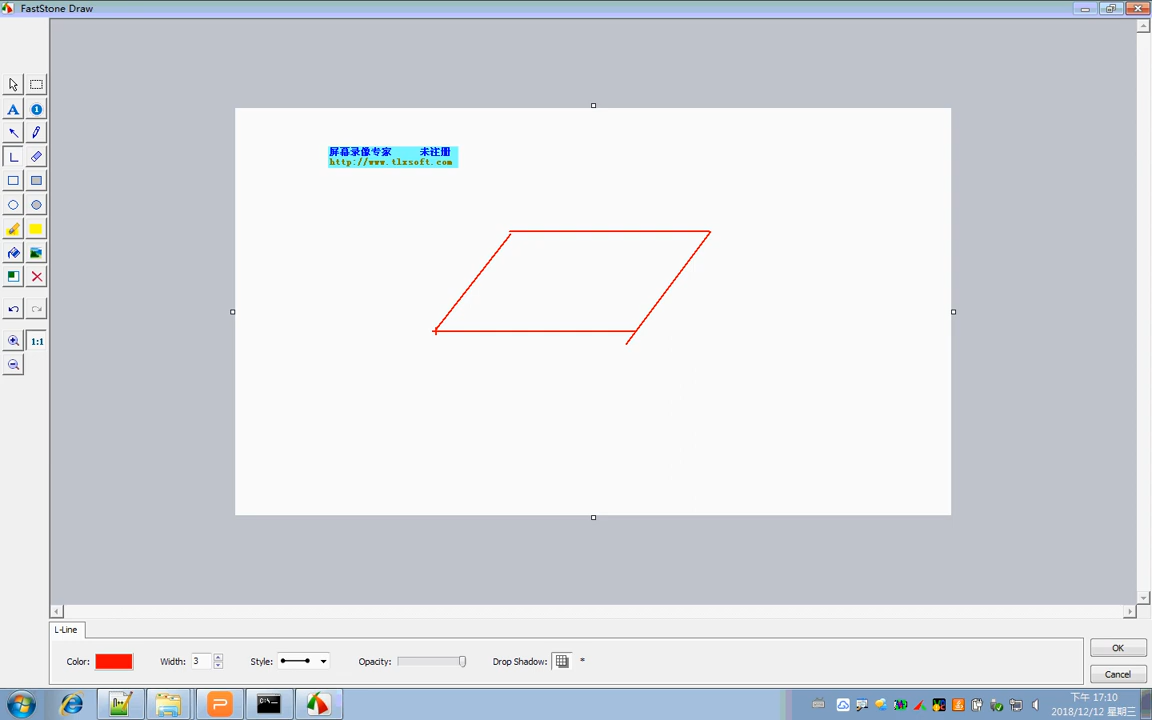 FastStone Draw
屏幕录像专家 未注册
http://www.tlxsoft.com
A
1
1:1
L-Line
Color:
Width: 3
Style:
Opacity:
Drop Shadow:
*
OK
Cancel
下午 17:10
2018/12/12 星期三